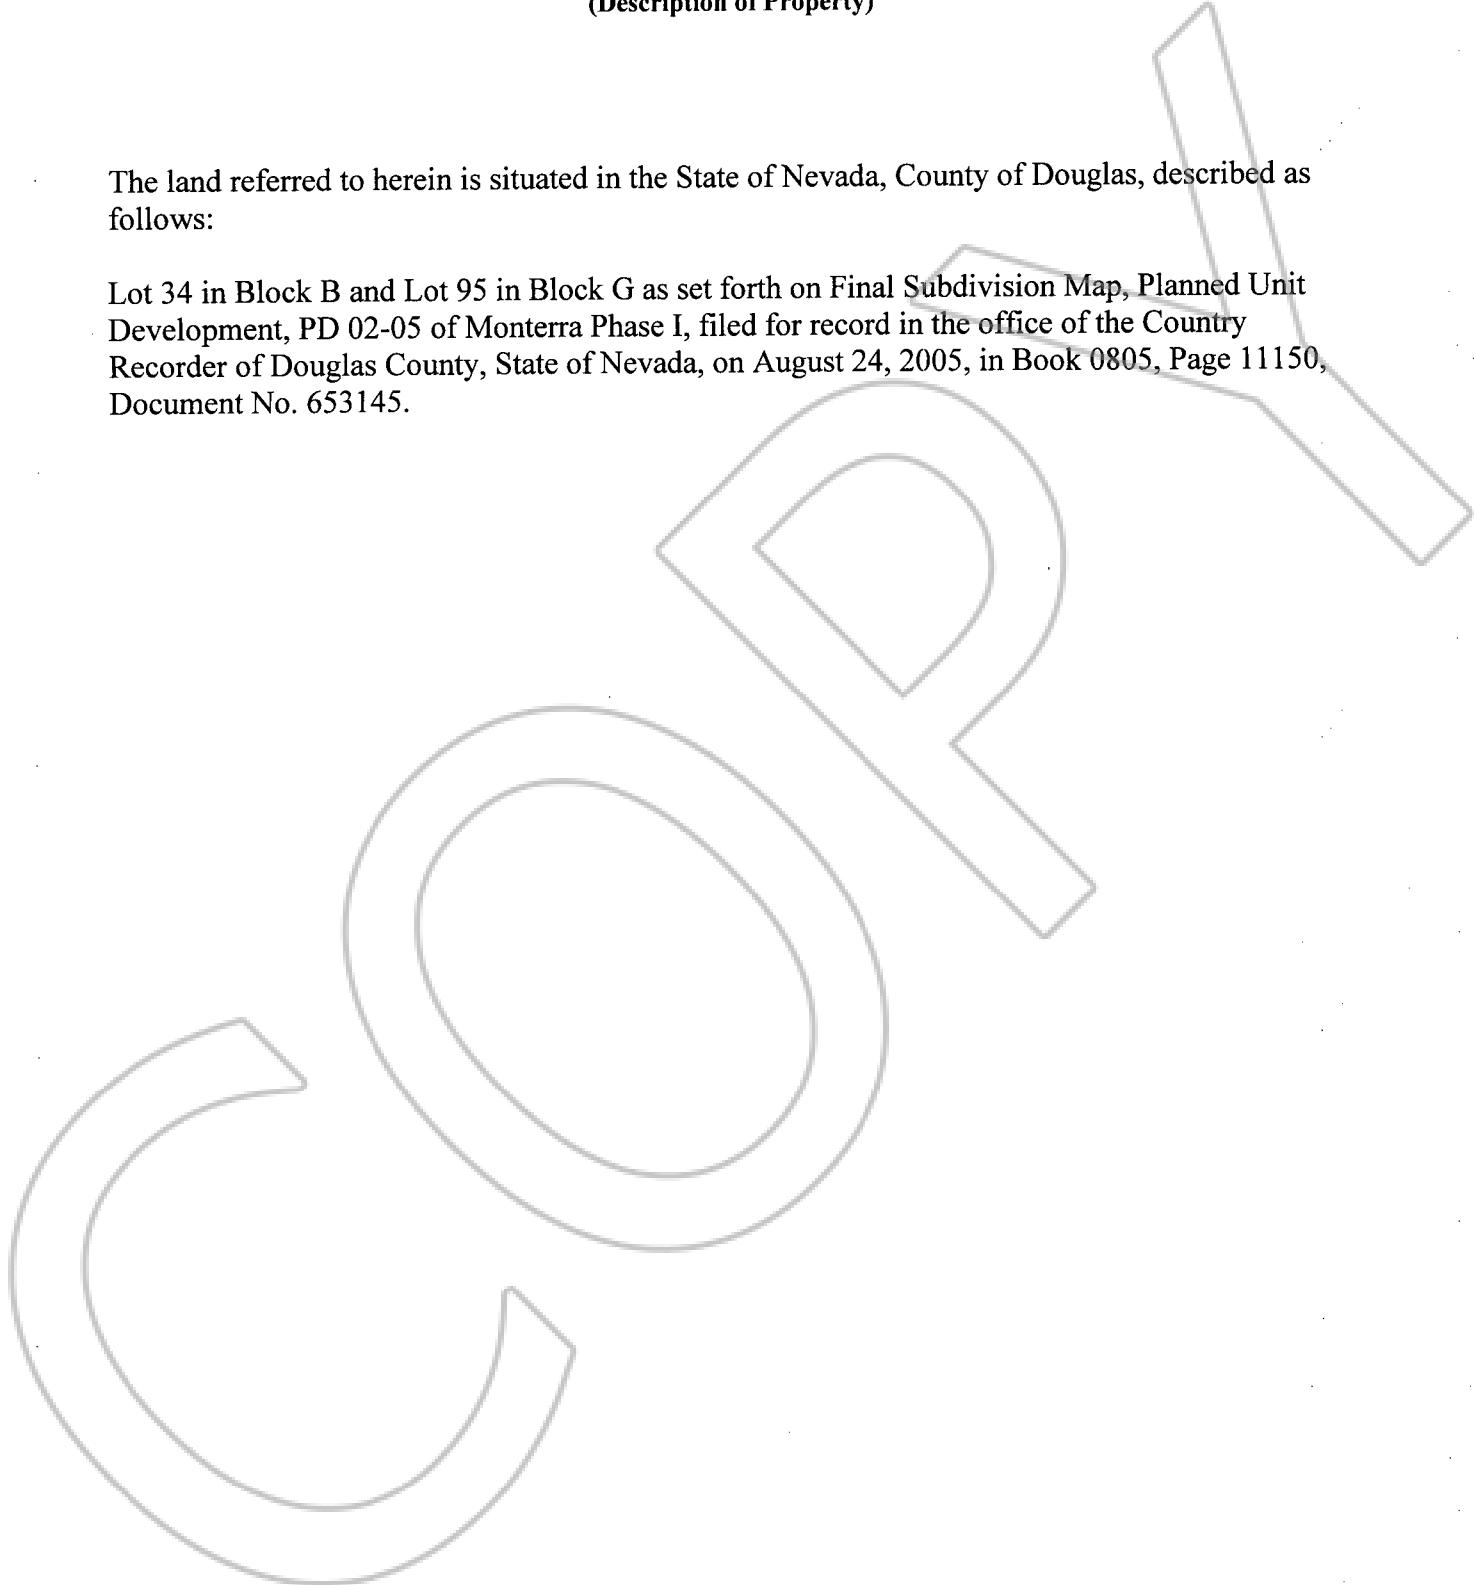 (Description of Property)
The land referred to herein is situated in the State of Nevada, County of Douglas, described as
follows:
Lot 34 in Block B and Lot 95 in Block G as set forth on Final Subdivision Map, Planned Unit
Development, PD 02-05 of Monterra Phase I, filed for record in the office of the Country
Recorder of Douglas County, State of Nevada, on August 24, 2005, in Book 0805, Page 11150,
Document No. 653145.
COPY